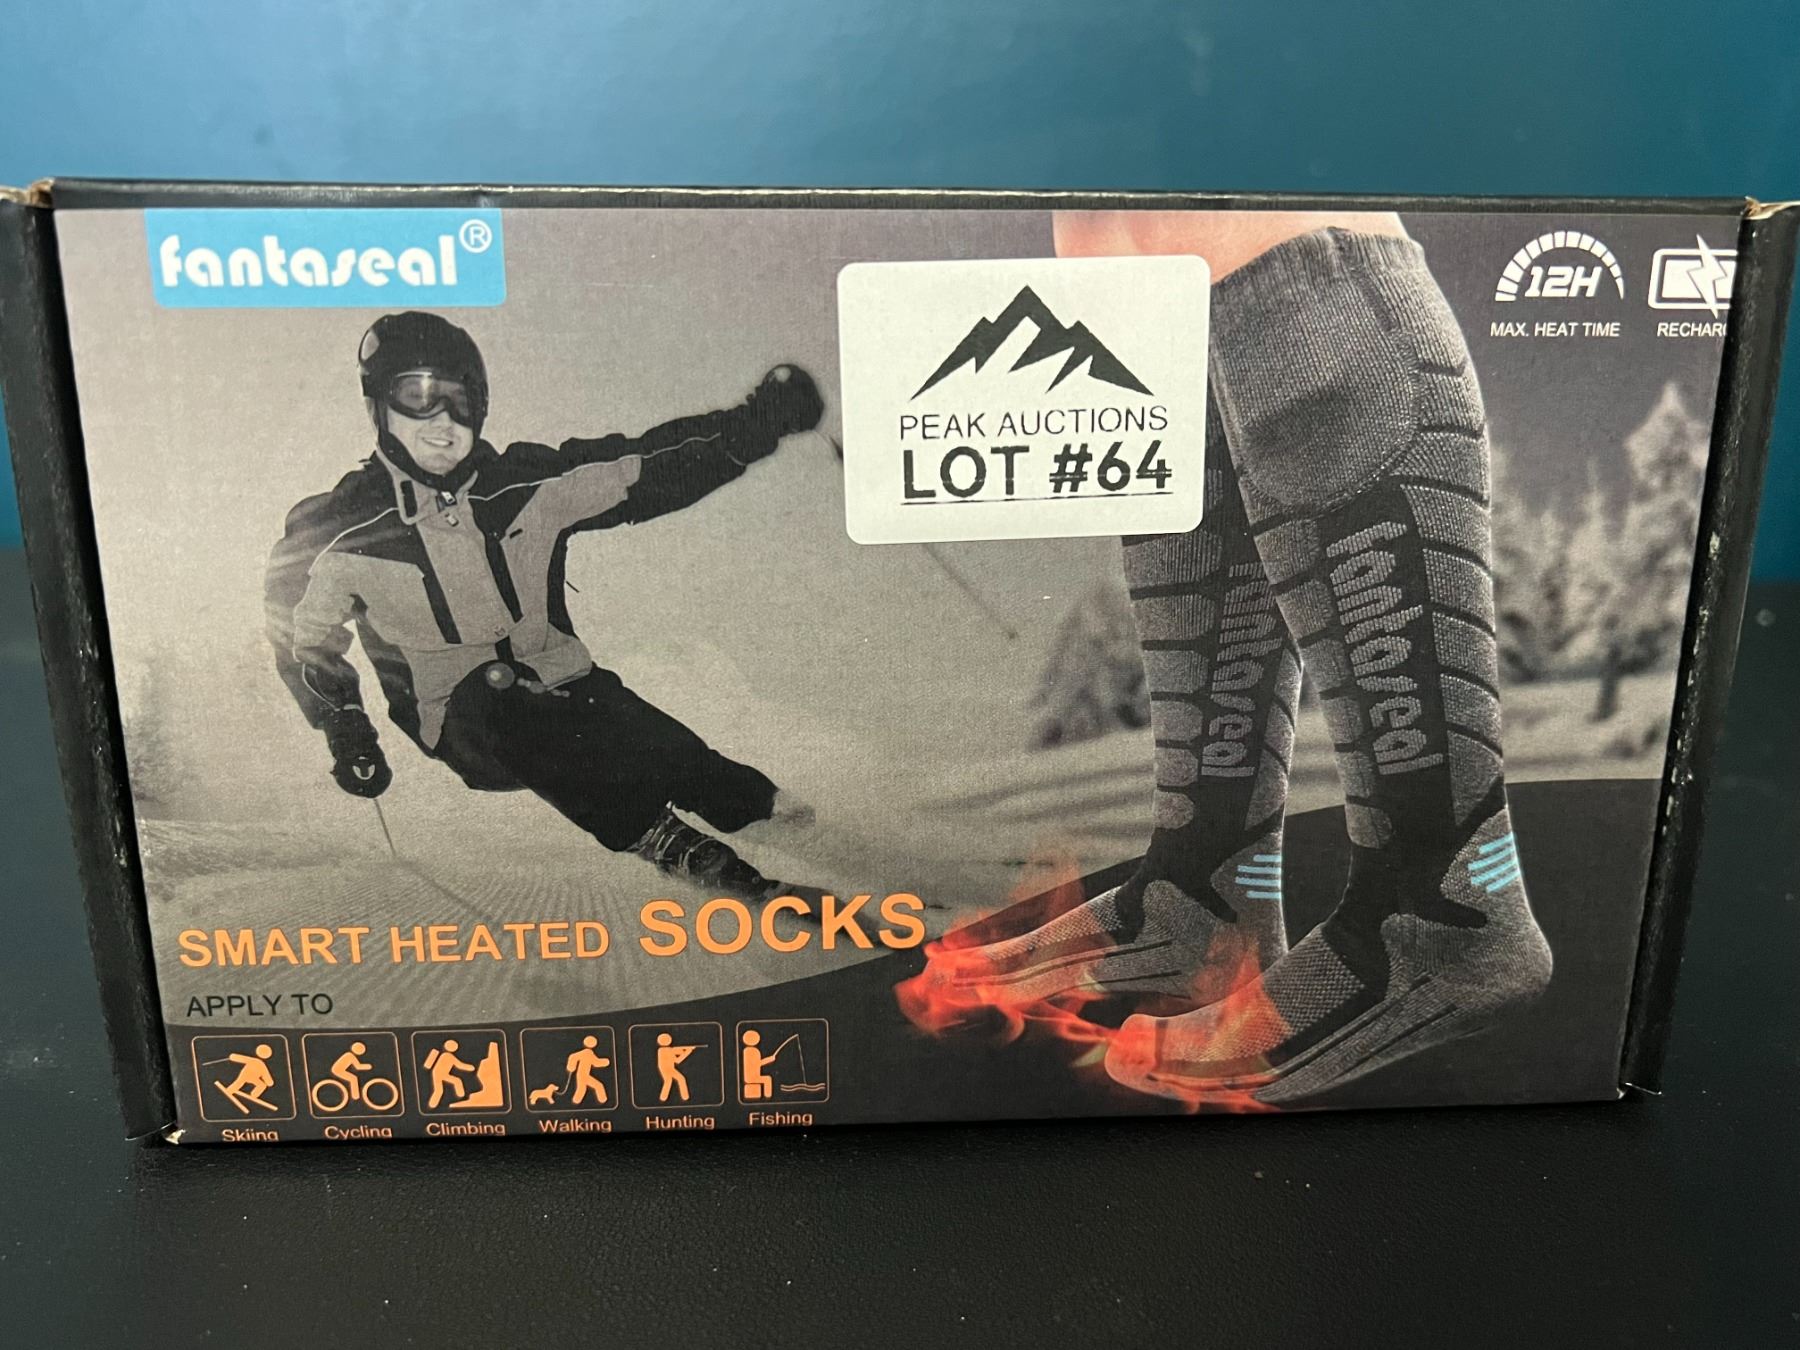 fantaseal®
12H
MAX. HEAT TIME
RECHAR
PEAK AUCTIONS
LOT #64
fantaseal
fantaseal
SMART HEATED SOCKS
APPLY TO
Skiing
Cycling
Climbing
Walking
Hunting
Fishing